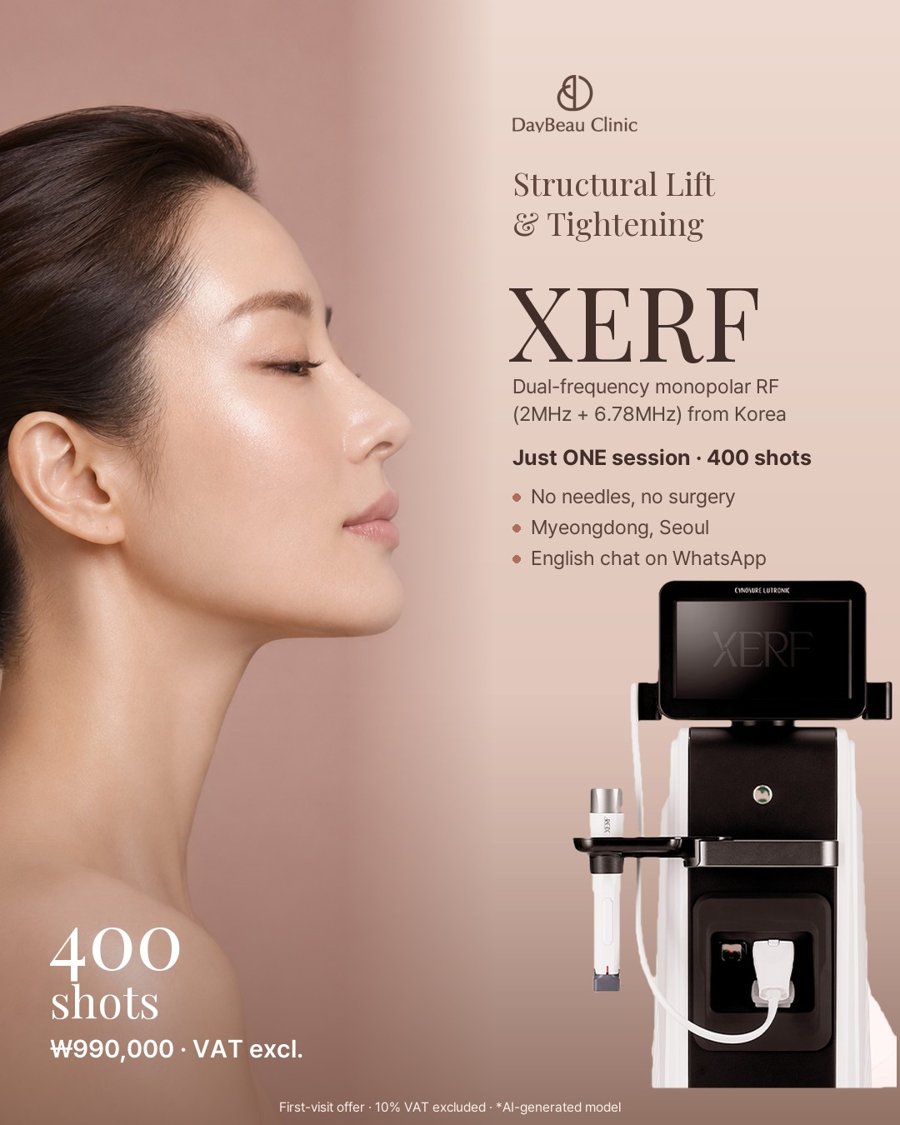 DayBeau Clinic
Structural Lift
& Tightening
XERF
Dual-frequency monopolar RF
(2MHz + 6.78MHz) from Korea
Just ONE session · 400 shots
• No needles, no surgery
• Myeongdong, Seoul
• English chat on WhatsApp
CYNOSURE LUTRONIC
XERF
XERF
400
shots
₩990,000 · VAT excl.
First-visit offer · 10% VAT excluded · *AI-generated model